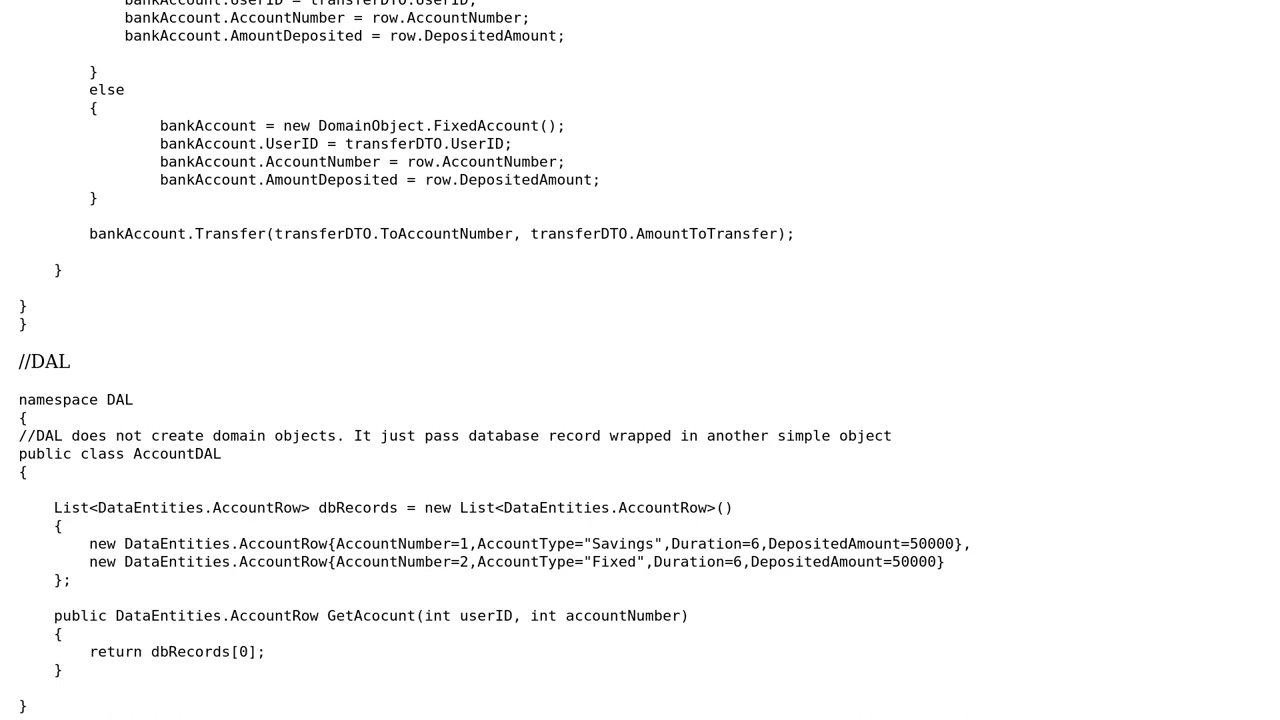 bankAccount.UserID = transferDTO.UserID;
bankAccount.AccountNumber = row.AccountNumber;
bankAccount.AmountDeposited = row.DepositedAmount;
}
else
{
bankAccount = new DomainObject.FixedAccount();
bankAccount.UserID = transferDTO.UserID;
bankAccount.AccountNumber = row.AccountNumber;
bankAccount.AmountDeposited = row.DepositedAmount;
}
bankAccount.Transfer(transferDTO.ToAccountNumber, transferDTO.AmountToTransfer);
}
}
}
//DAL
namespace DAL
{
//DAL does not create domain objects. It just pass database record wrapped in another simple object
public class AccountDAL
{
List<DataEntities.AccountRow> dbRecords = new List<DataEntities.AccountRow>()
{
new DataEntities.AccountRow{AccountNumber=1,AccountType="Savings",Duration=6,DepositedAmount=50000},
new DataEntities.AccountRow{AccountNumber=2,AccountType="Fixed",Duration=6,DepositedAmount=50000}
};
public DataEntities.AccountRow GetAcocunt(int userID, int accountNumber)
{
return dbRecords[0];
}
}